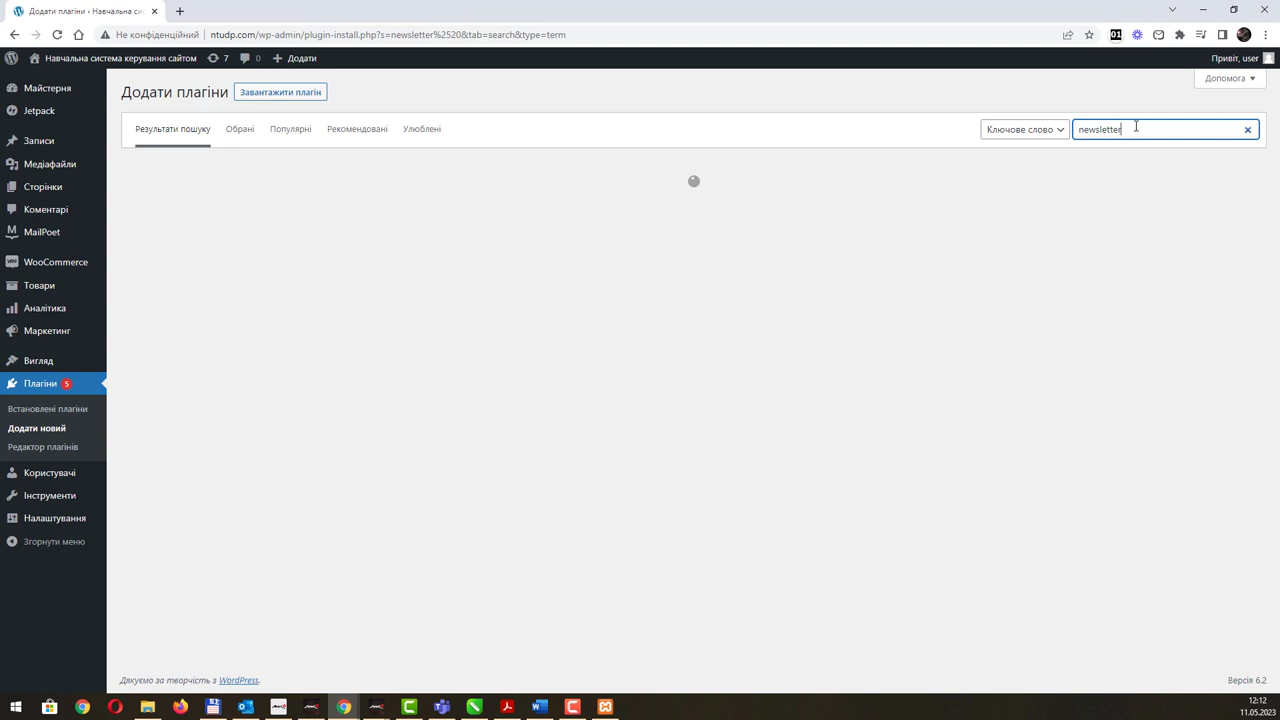 Додати плагіни ‹ Навчальна сис
Не конфіденційний
ntudp.com/wp-admin/plugin-install.php?s=newsletter%2520&tab=search&type=term
Навчальна система керування сайтом
7
0
Додати
Привіт, user
Майстерня
Jetpack
Записи
Медіафайли
Сторінки
Коментарі
MailPoet
WooCommerce
Товари
Аналітика
Маркетинг
Вигляд
Плагіни 5
Встановлені плагіни
Додати новий
Редактор плагінів
Користувачі
Інструменти
Налаштування
Згорнути меню
Додати плагіни
Завантажити плагін
Допомога
Результати пошуку
Обрані
Популярні
Рекомендовані
Улюблені
Ключове слово
newsletter
Дякуємо за творчість з WordPress.
Версія 6.2
12:12
11.05.2023